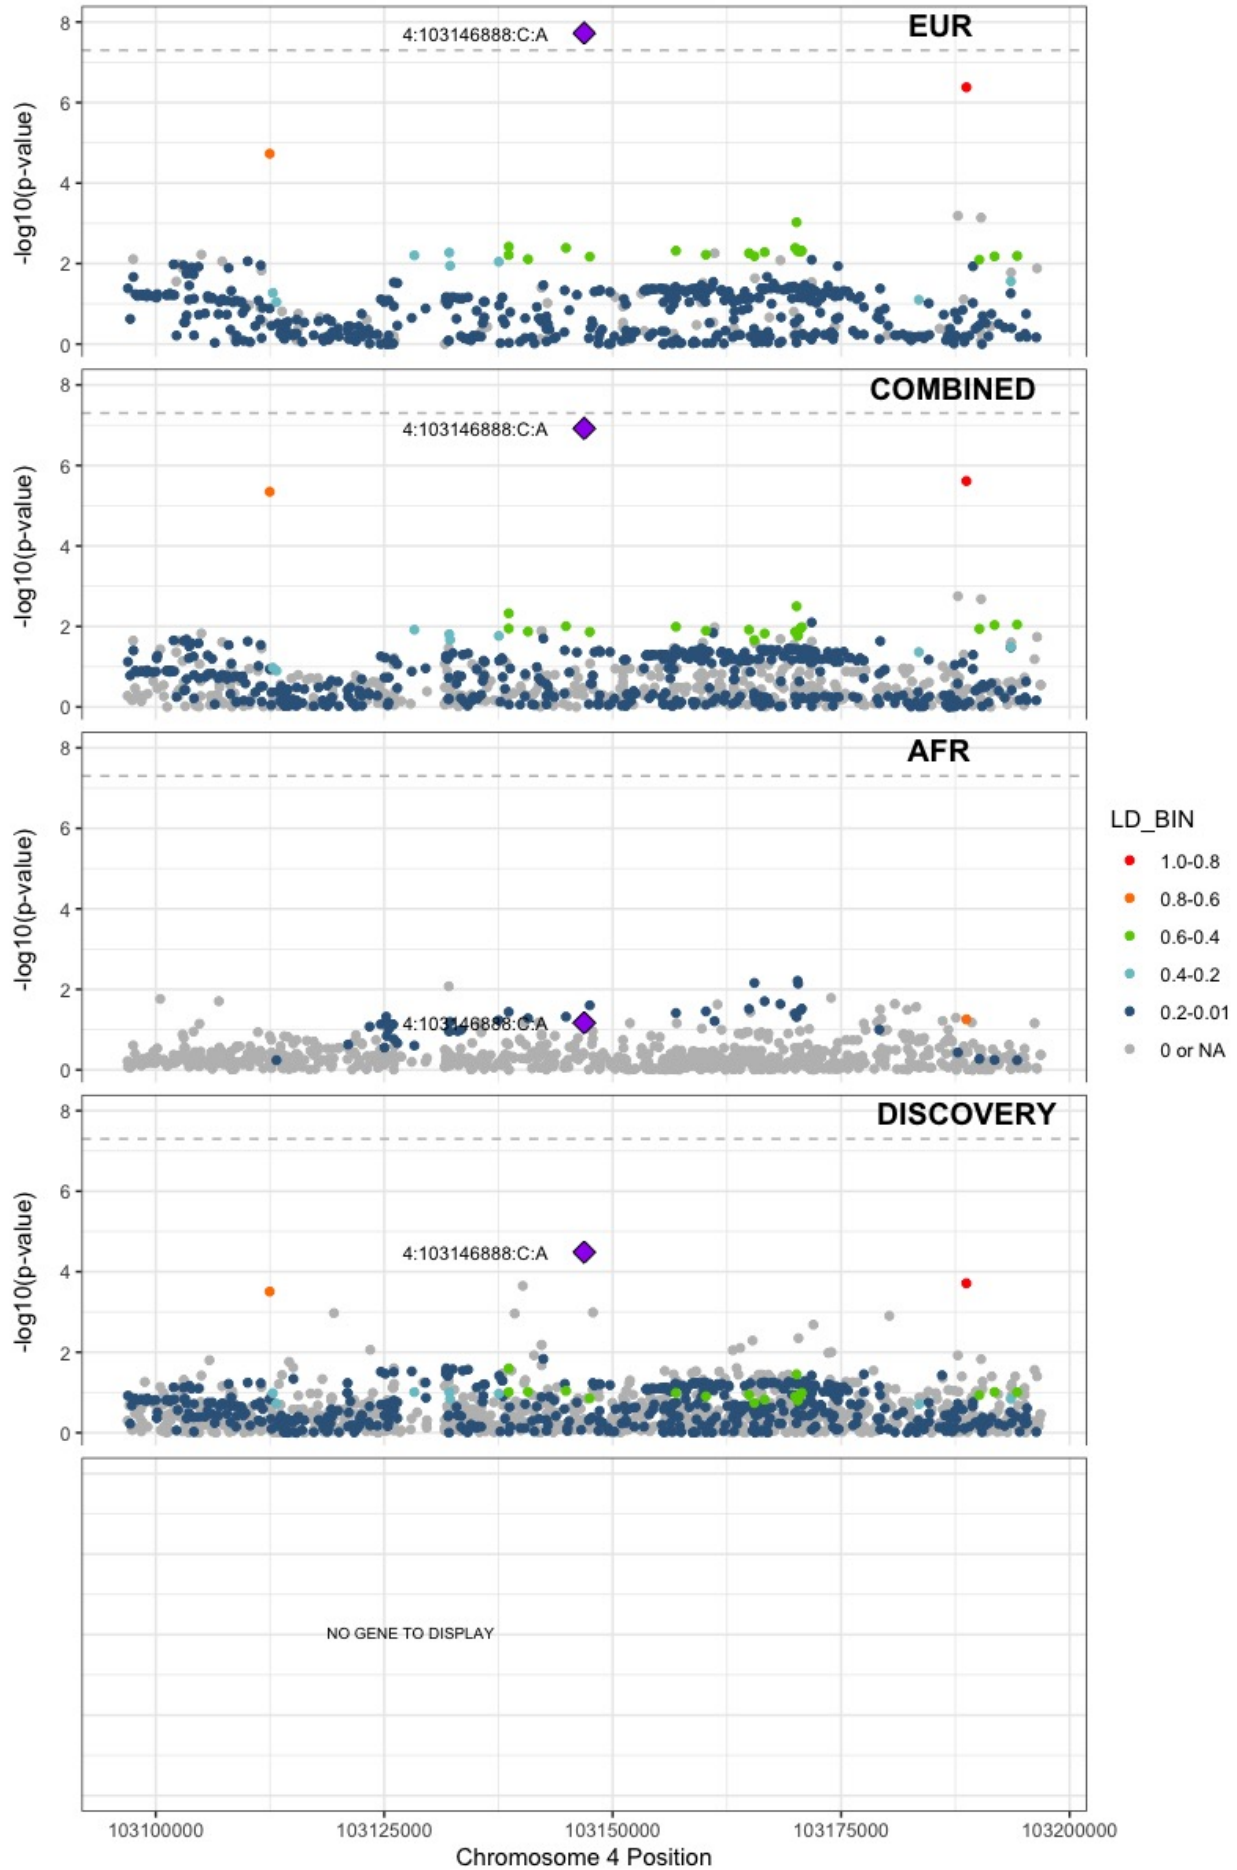 EUR
4:103146888:C:A
8
6
4
2
0
-log10(p-value)
COMBINED
4:103146888:C:A
8
6
4
2
0
-log10(p-value)
AFR
4:103146888:C:A
8
6
4
2
0
-log10(p-value)
LD_BIN
1.0-0.8
0.8-0.6
0.6-0.4
0.4-0.2
0.2-0.01
0 or NA
DISCOVERY
4:103146888:C:A
8
6
4
2
0
-log10(p-value)
NO GENE TO DISPLAY
103100000 103125000 103150000 103175000 103200000
Chromosome 4 Position